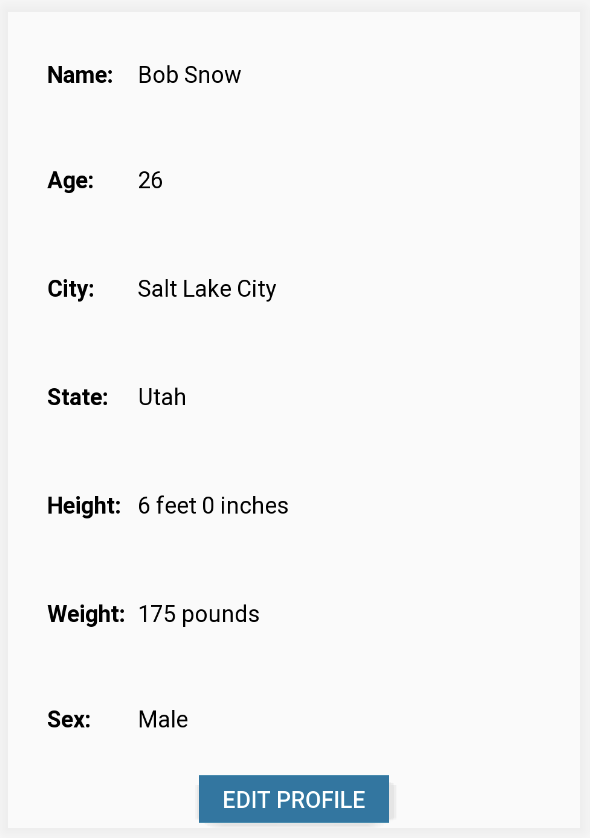 Name: Bob Snow
Age: 26
City: Salt Lake City
State: Utah
Height: 6 feet 0 inches
Weight: 175 pounds
Sex: Male
EDIT PROFILE